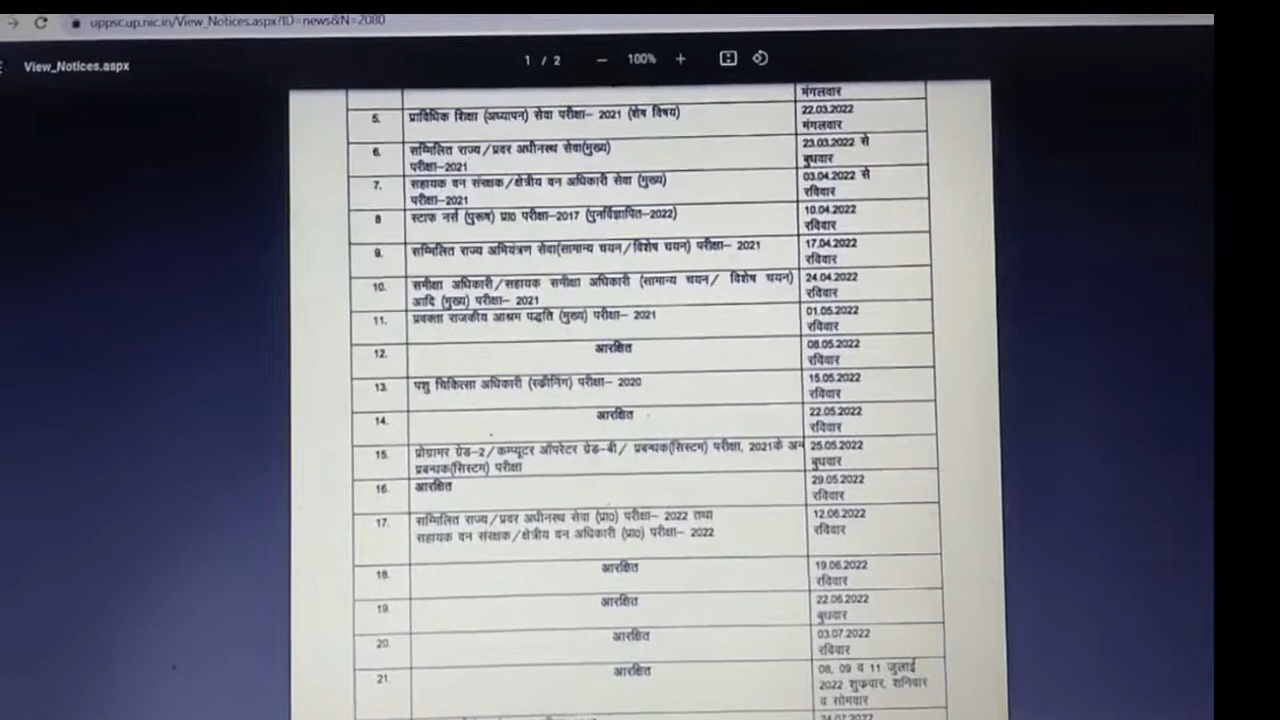 uppsc.up.nic.in/View_Notices.aspx?ID=news&N=2080
View_Notices.aspx
1 / 2
100%
मंगलवार
5. प्राविधिक शिक्षा (अध्यापन) सेवा परीक्षा– 2021 (शेष विषय) 22.03.2022
मंगलवार
6. सम्मिलित राज्य/प्रवर अधीनस्थ सेवा(मुख्य) 23.03.2022 से
परीक्षा–2021 बुधवार
7. सहायक वन संरक्षक/क्षेत्रीय वन अधिकारी सेवा (मुख्य) 03.04.2022 से
परीक्षा–2021 रविवार
8 स्टाफ नर्स (पुरूष) प्रा0 परीक्षा–2017 (पुनर्विज्ञापित–2022) 10.04.2022
रविवार
9. सम्मिलित राज्य अभियंत्रण सेवा(सामान्य चयन/विशेष चयन) परीक्षा– 2021 17.04.2022
रविवार
10. समीक्षा अधिकारी/सहायक समीक्षा अधिकारी (सामान्य चयन/ विशेष चयन) 24.04.2022
आदि (मुख्य) परीक्षा– 2021 रविवार
11. प्रवक्ता राजकीय आश्रम पद्धति (मुख्य) परीक्षा– 2021 01.05.2022
रविवार
12. आरक्षित 08.05.2022
रविवार
13. पशु चिकित्सा अधिकारी (स्क्रीनिंग) परीक्षा– 2020 15.05.2022
रविवार
14. आरक्षित 22.05.2022
रविवार
15. प्रोग्रामर ग्रेड–2/कम्प्यूटर ऑपरेटर ग्रेड–बी/ प्रबन्धक(सिस्टम) परीक्षा, 2021के 25.05.2022
प्रबन्धक(सिस्टम) परीक्षा बुधवार
16. आरक्षित 29.05.2022
रविवार
17. सम्मिलित राज्य/प्रवर अधीनस्थ सेवा (प्रा0) परीक्षा– 2022 तथा 12.06.2022
सहायक वन संरक्षक/क्षेत्रीय वन अधिकारी (प्रा0) परीक्षा– 2022 रविवार
18. आरक्षित 19.06.2022
रविवार
19. आरक्षित 22.06.2022
बुधवार
20. आरक्षित 03.07.2022
रविवार
21. आरक्षित 08, 09 व 11 जुलाई
2022 शुक्रवार, शनिवार
व सोमवार
24.07.2022